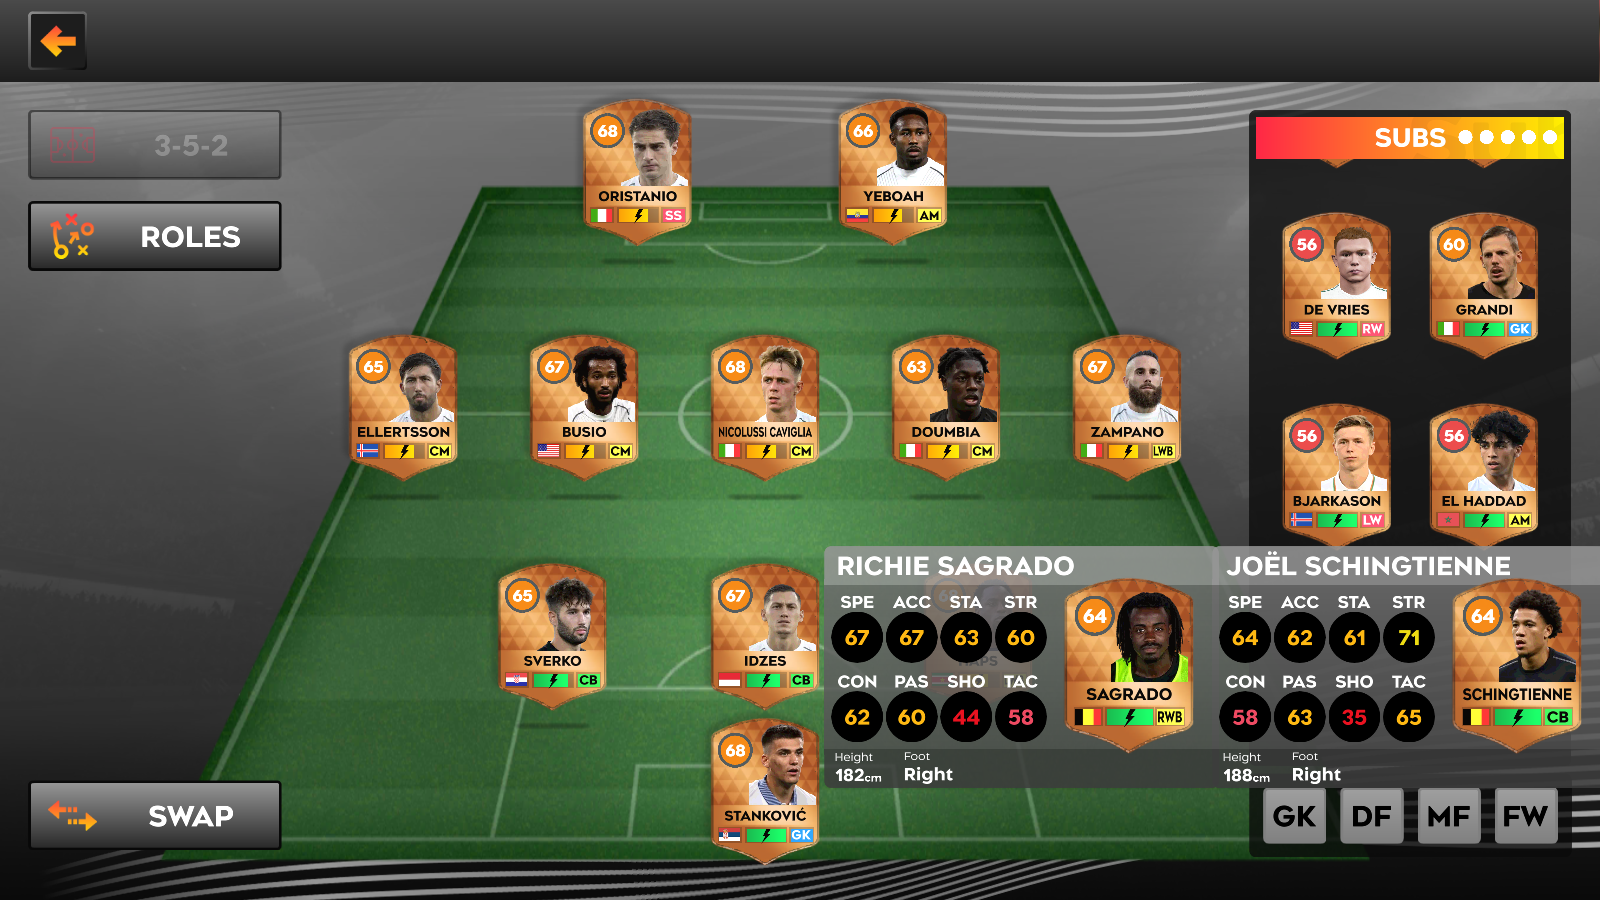 3-5-2
ROLES
68
ORISTANIO
SS
66
YEBOAH
AM
SUBS
56
DE VRIES
RW
60
GRANDI
GK
65
ELLERTSSON
CM
67
BUSIO
CM
68
NICOLUSSI CAVIGLIA
CM
63
DOUMBIA
CM
67
ZAMPANO
LWB
56
BJARKASON
LW
56
EL HADDAD
AM
65
SVERKO
CB
67
IDZES
CB
HAPS
RICHIE SAGRADO
SPE ACC STA STR
67 67 63 60
CON PAS SHO TAC
62 60 44 58
Height Foot
182cm Right
64
SAGRADO
RWB
JOËL SCHINGTIENNE
SPE ACC STA STR
64 62 61 71
CON PAS SHO TAC
58 63 35 65
Height Foot
188cm Right
64
SCHINGTIENNE
CB
68
STANKOVIĆ
GK
SWAP
GK DF MF FW